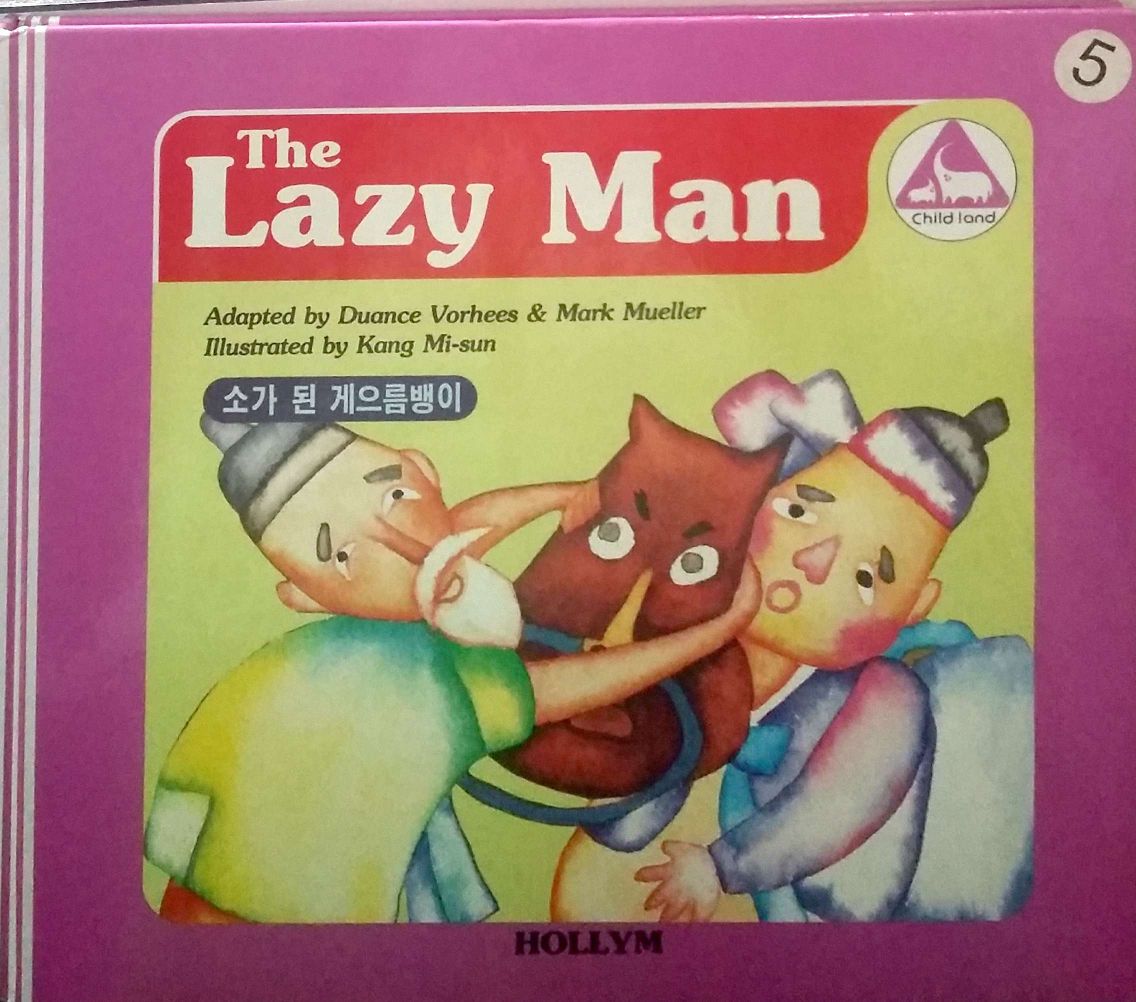 5
The
Lazy Man
Child land
Adapted by Duance Vorhees & Mark Mueller
Illustrated by Kang Mi-sun
소가 된 게으름뱅이
HOLLYM